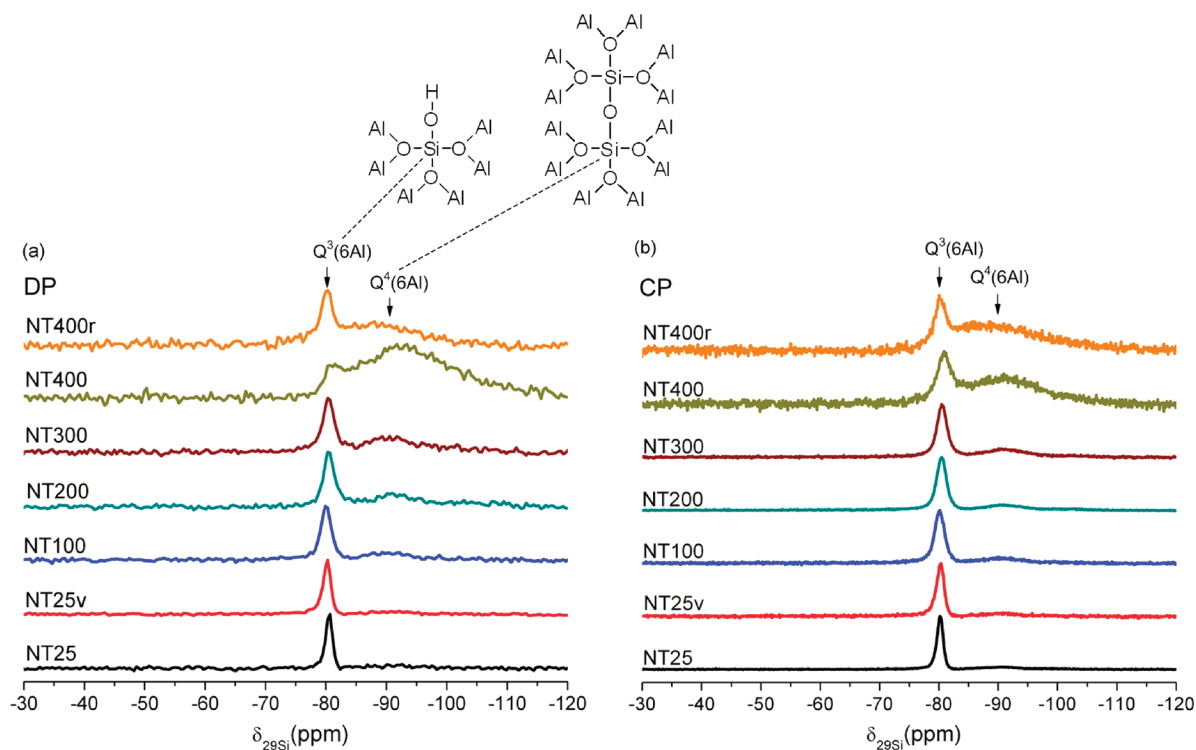 Al Al
Al O Al
O Si O
Al Al
H O
O Al Al
Al Al
O Si O
Al Si O
Al O Al
Al O
Al Al
Al Al
(a)
DP
Q³(6Al)
Q⁴(6Al)
NT400r
NT400
NT300
NT200
NT100
NT25v
NT25
-30 -40 -50 -60 -70 -80 -90 -100 -110 -120
δ₂₉Si(ppm)
(b)
CP
Q³(6Al)
Q⁴(6Al)
NT400r
NT400
NT300
NT200
NT100
NT25v
NT25
-30 -40 -50 -60 -70 -80 -90 -100 -110 -120
δ₂₉Si(ppm)